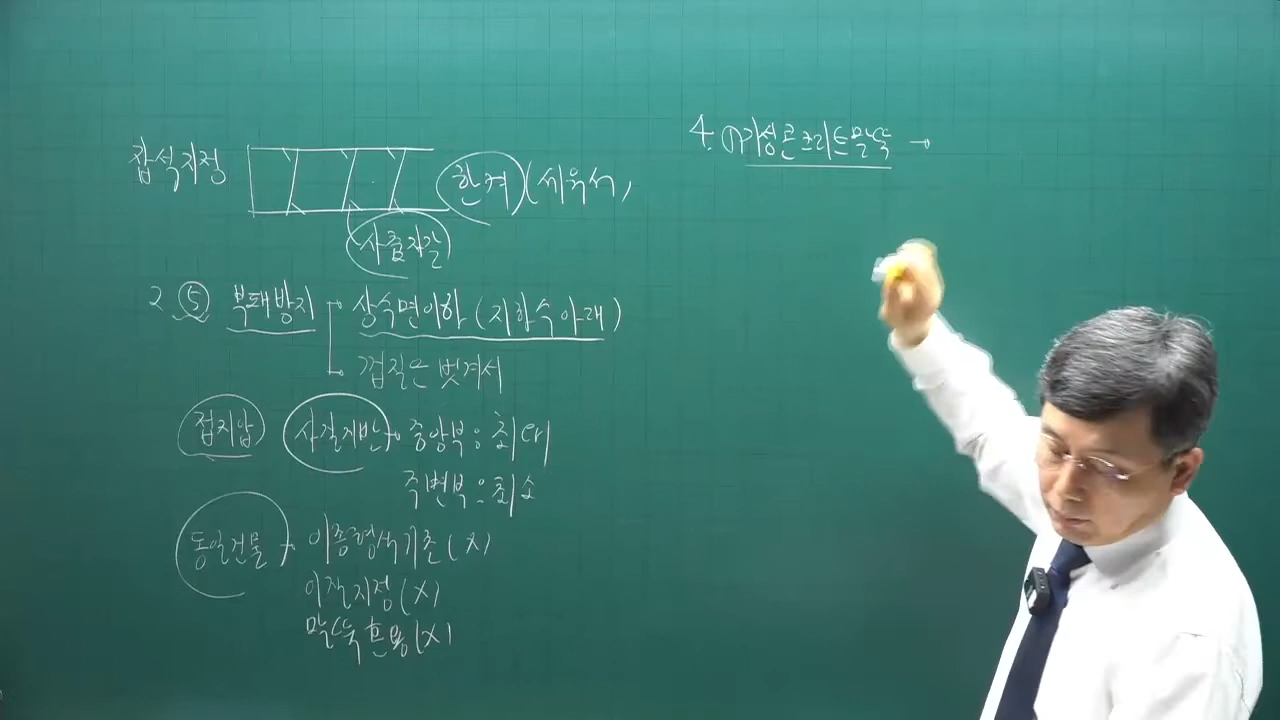 잡석지정
한켜 (세워서,
사춤자갈
2 ⑤ 부패방지 → 상수면이하 (지하수 아래)
→ 껍질은 벗겨서
접지압 사질지반 → 중앙부 : 최대
주변부 : 최소
동일건물 → 이종형식기초 (X)
이질지정 (X)
말뚝 혼용 (X)
4. ① 기성콘크리트말뚝 →